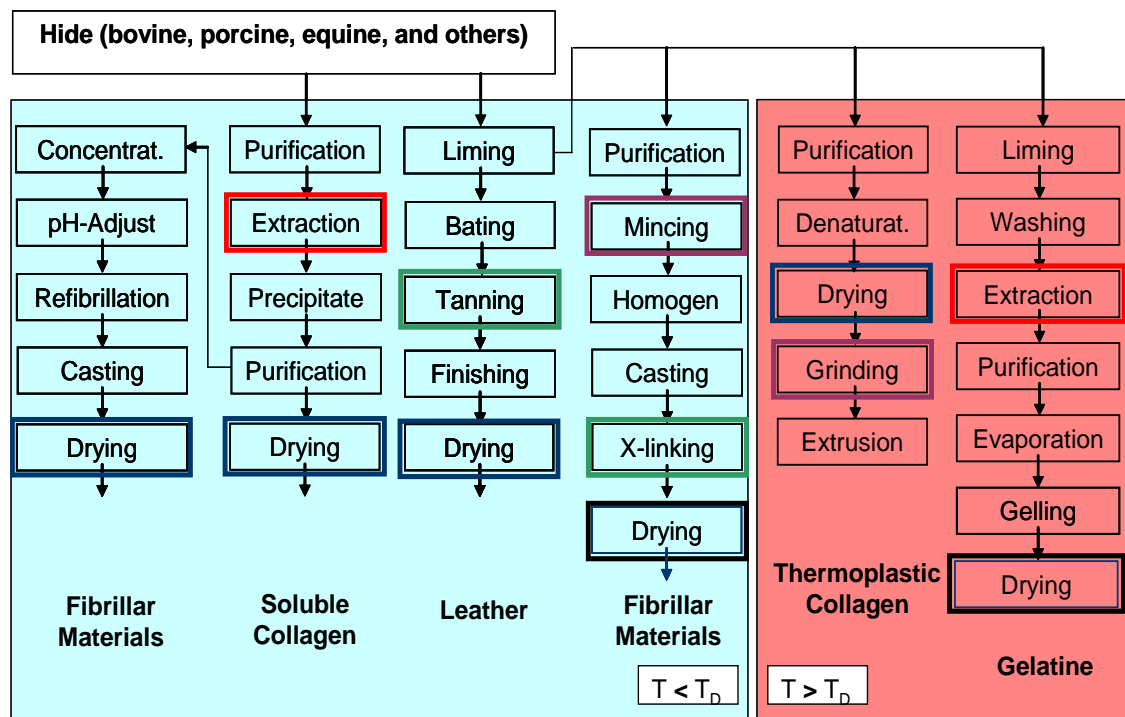 Hide (bovine, porcine, equine, and others)
Concentrat.
pH-Adjust
Refibrillation
Casting
Drying
Fibrillar
Materials
Purification
Extraction
Precipitate
Purification
Drying
Soluble
Collagen
Liming
Bating
Tanning
Finishing
Drying
Leather
Purification
Mincing
Homogen
Casting
X-linking
Drying
Fibrillar
Materials
T < T_D
Purification
Denaturat.
Drying
Grinding
Extrusion
Thermoplastic
Collagen
T > T_D
Liming
Washing
Extraction
Purification
Evaporation
Gelling
Drying
Gelatine